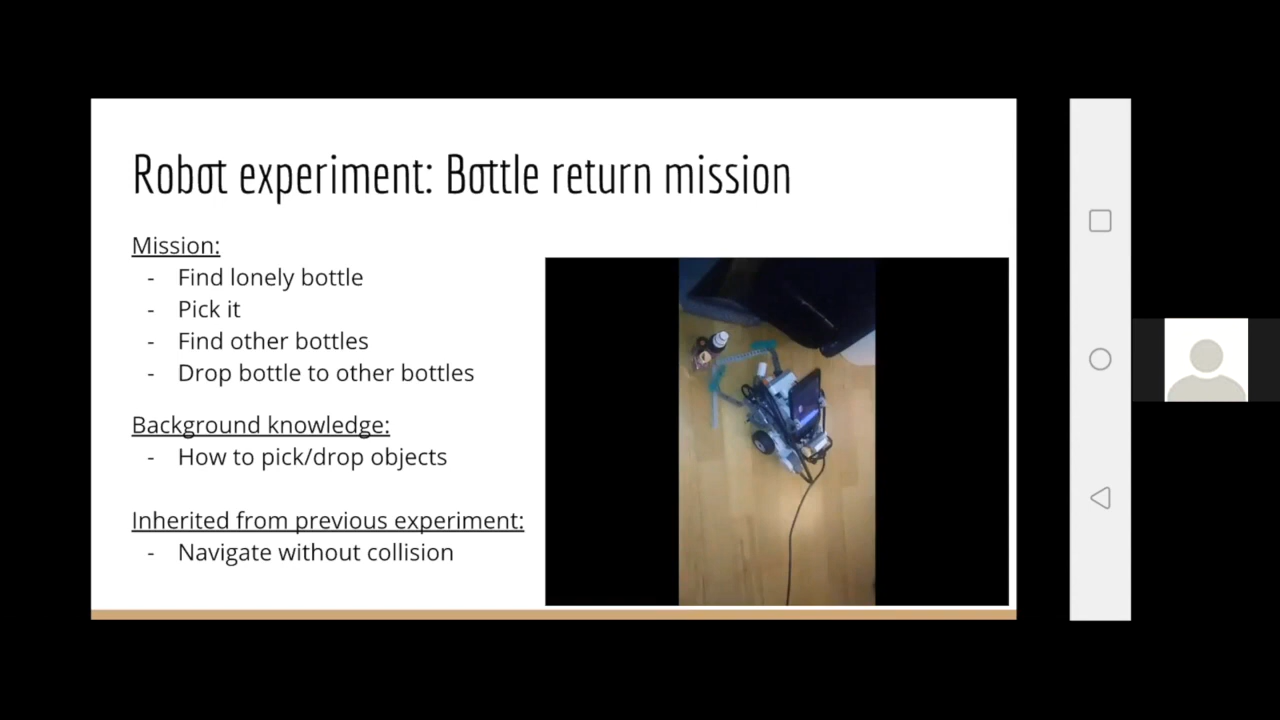 Robot experiment: Bottle return mission
Mission:
- Find lonely bottle
- Pick it
- Find other bottles
- Drop bottle to other bottles
Background knowledge:
- How to pick/drop objects
Inherited from previous experiment:
- Navigate without collision